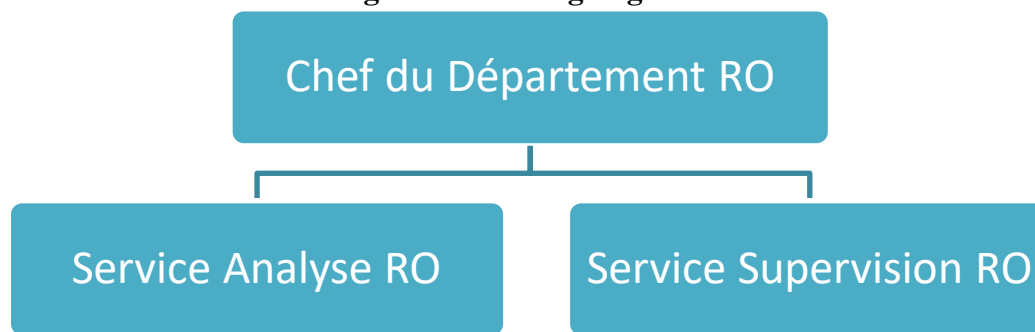 Chef du Département RO
Service Analyse RO
Service Supervision RO